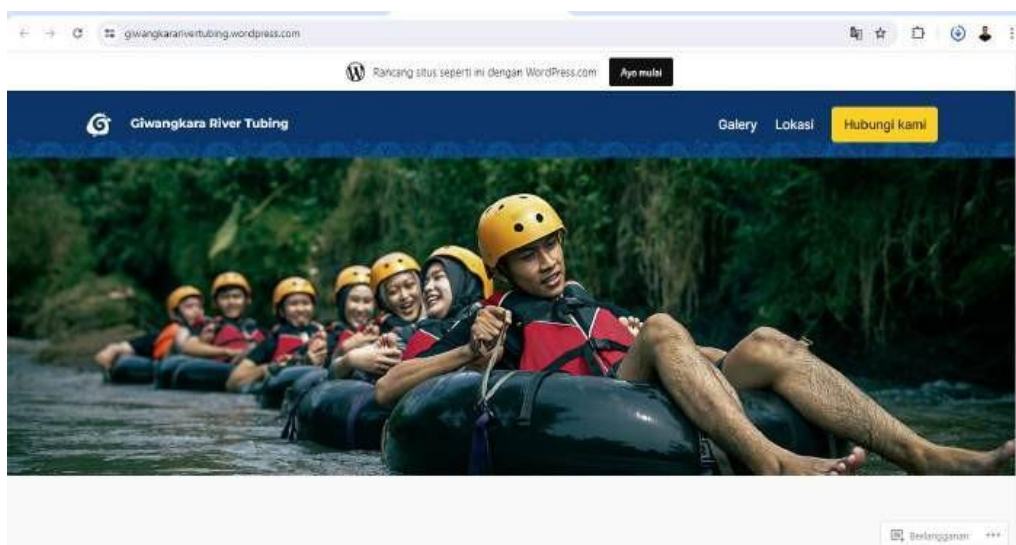 giwangkararivertubing.wordpress.com
Rancang situs seperti ini dengan WordPress.com
Ayo mulai
Giwangkara River Tubing
Galery
Lokasi
Hubungi kami
Berlangganan